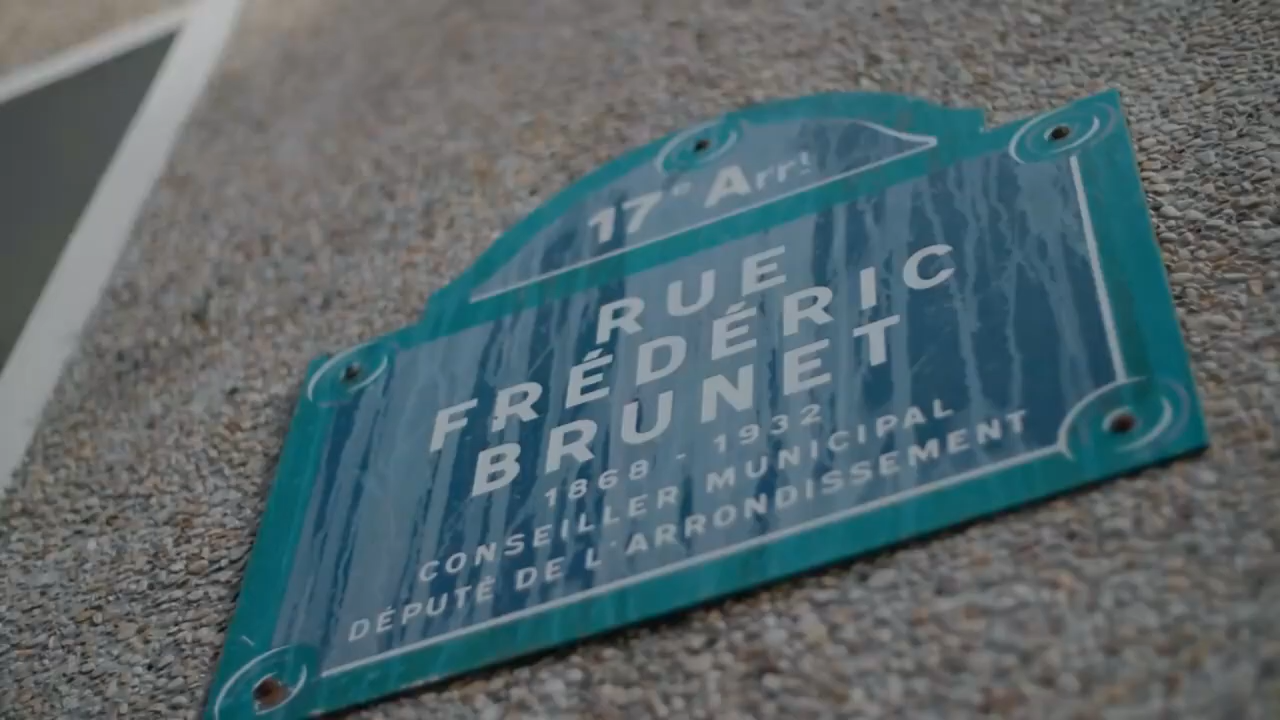 17e Arrt
RUE
FRÉDÉRIC
BRUNET
1868 - 1932
CONSEILLER MUNICIPAL
DÉPUTÉ DE L'ARRONDISSEMENT